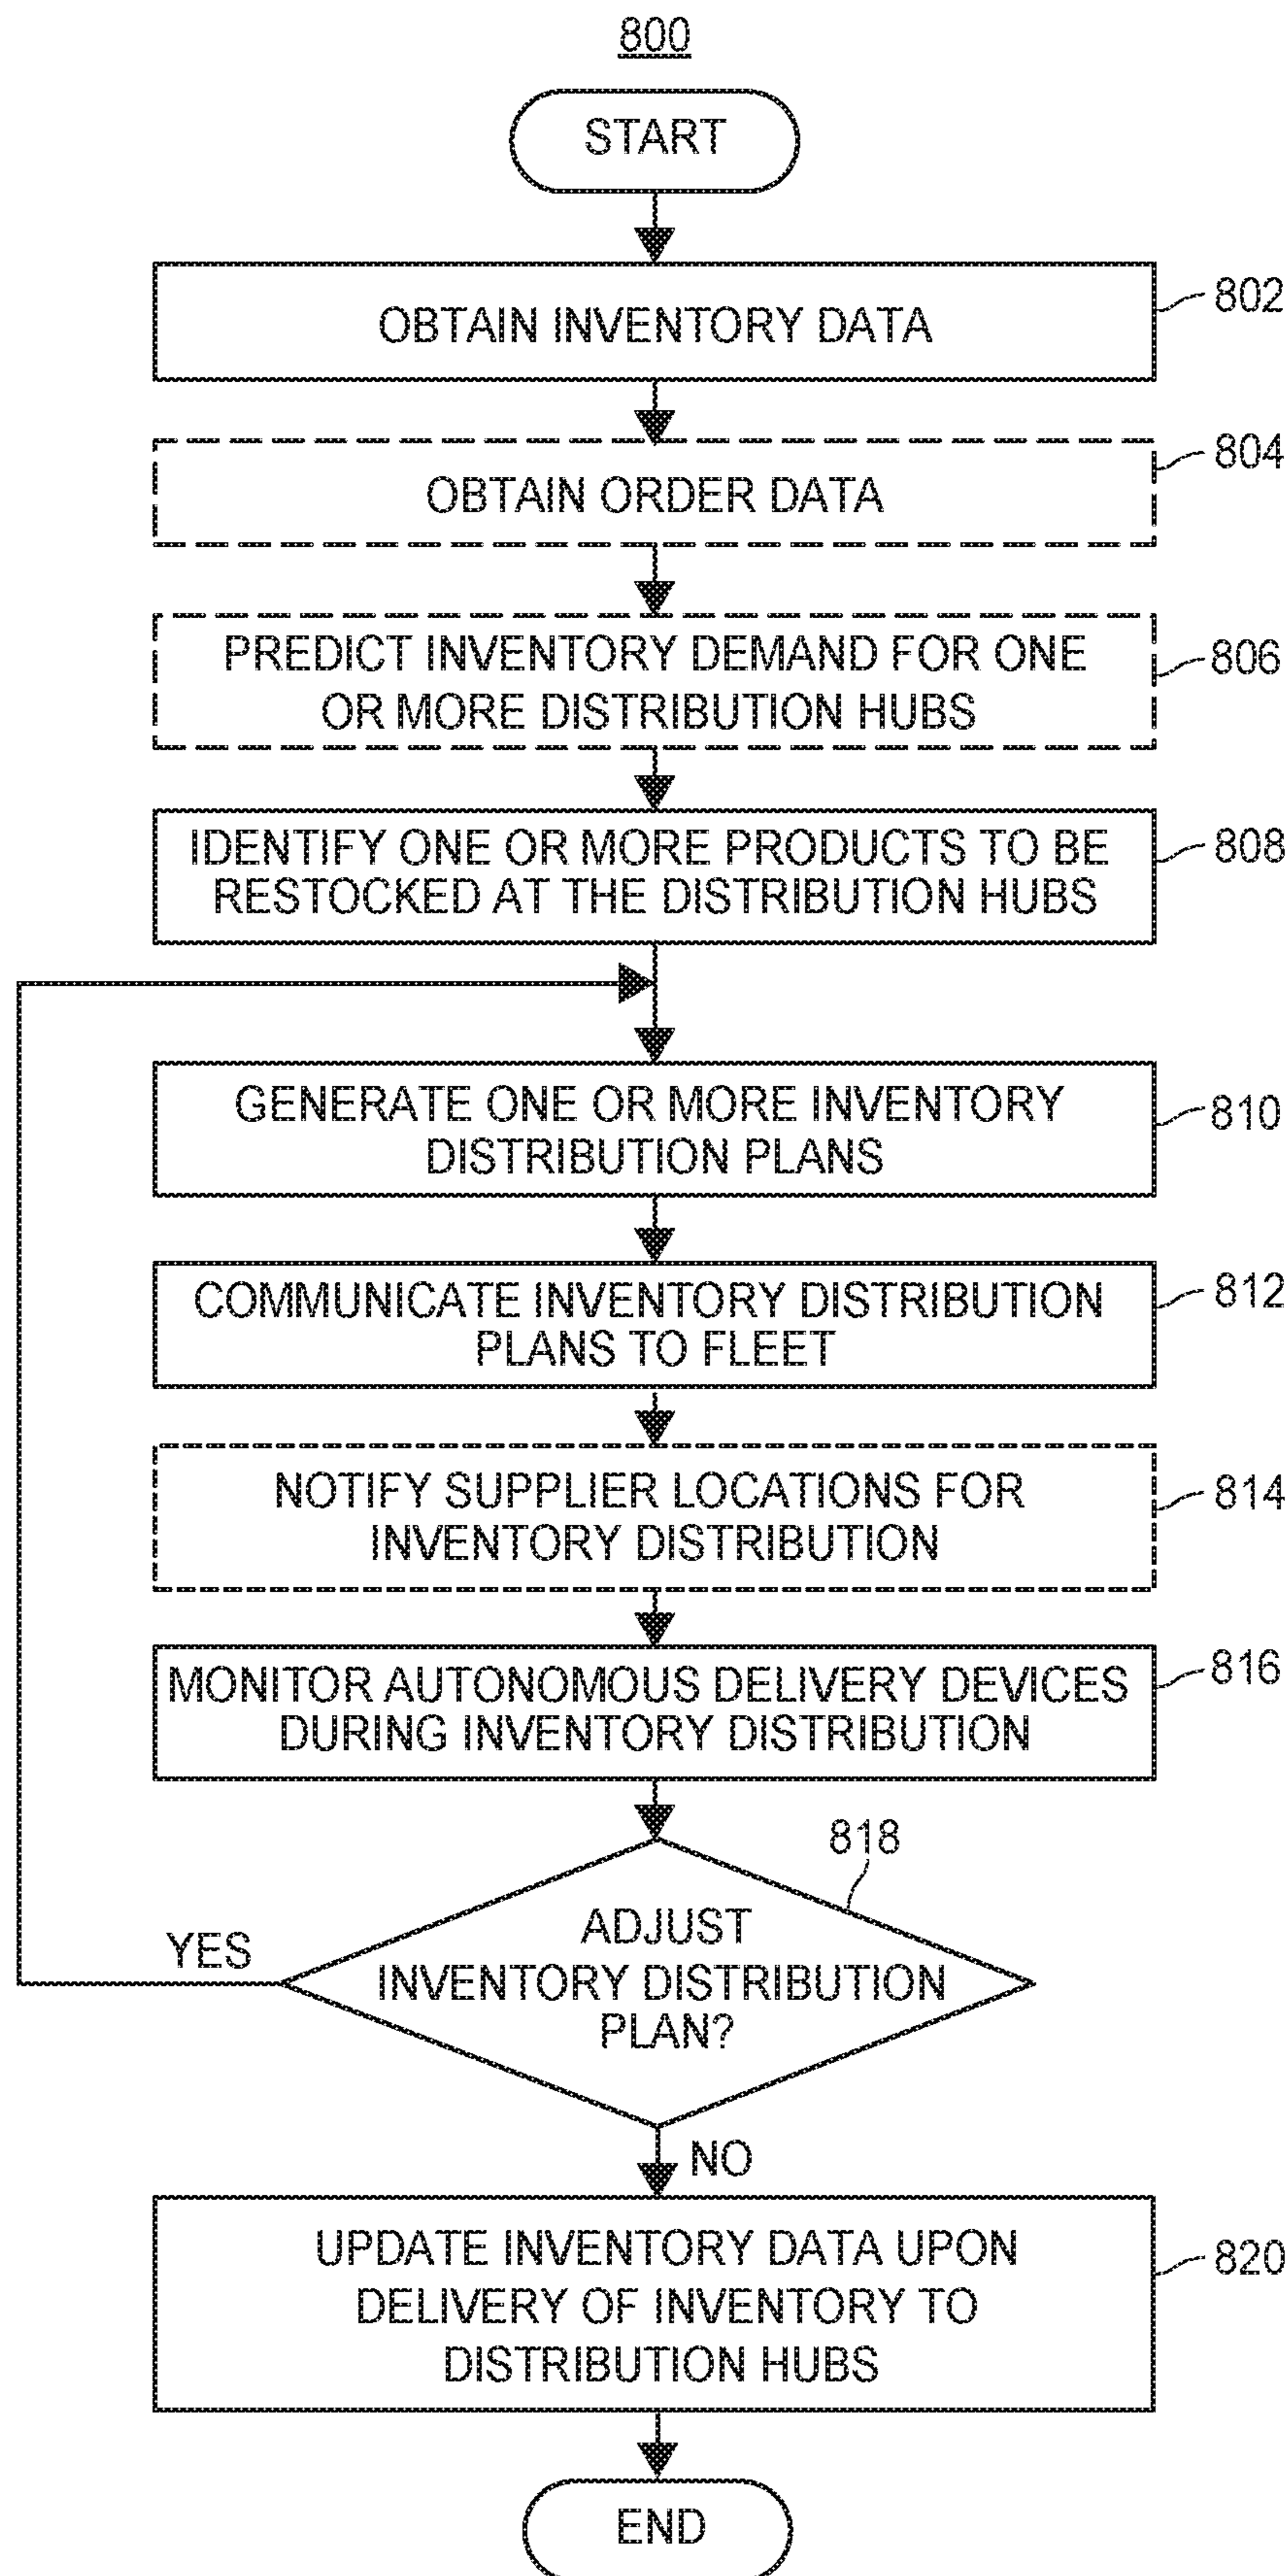 800
START
OBTAIN INVENTORY DATA
802
OBTAIN ORDER DATA
804
PREDICT INVENTORY DEMAND FOR ONE
OR MORE DISTRIBUTION HUBS
806
IDENTIFY ONE OR MORE PRODUCTS TO BE
RESTOCKED AT THE DISTRIBUTION HUBS
808
GENERATE ONE OR MORE INVENTORY
DISTRIBUTION PLANS
810
COMMUNICATE INVENTORY DISTRIBUTION
PLANS TO FLEET
812
NOTIFY SUPPLIER LOCATIONS FOR
INVENTORY DISTRIBUTION
814
MONITOR AUTONOMOUS DELIVERY DEVICES
DURING INVENTORY DISTRIBUTION
816
818
ADJUST
INVENTORY DISTRIBUTION
PLAN?
YES
NO
UPDATE INVENTORY DATA UPON
DELIVERY OF INVENTORY TO
DISTRIBUTION HUBS
820
END